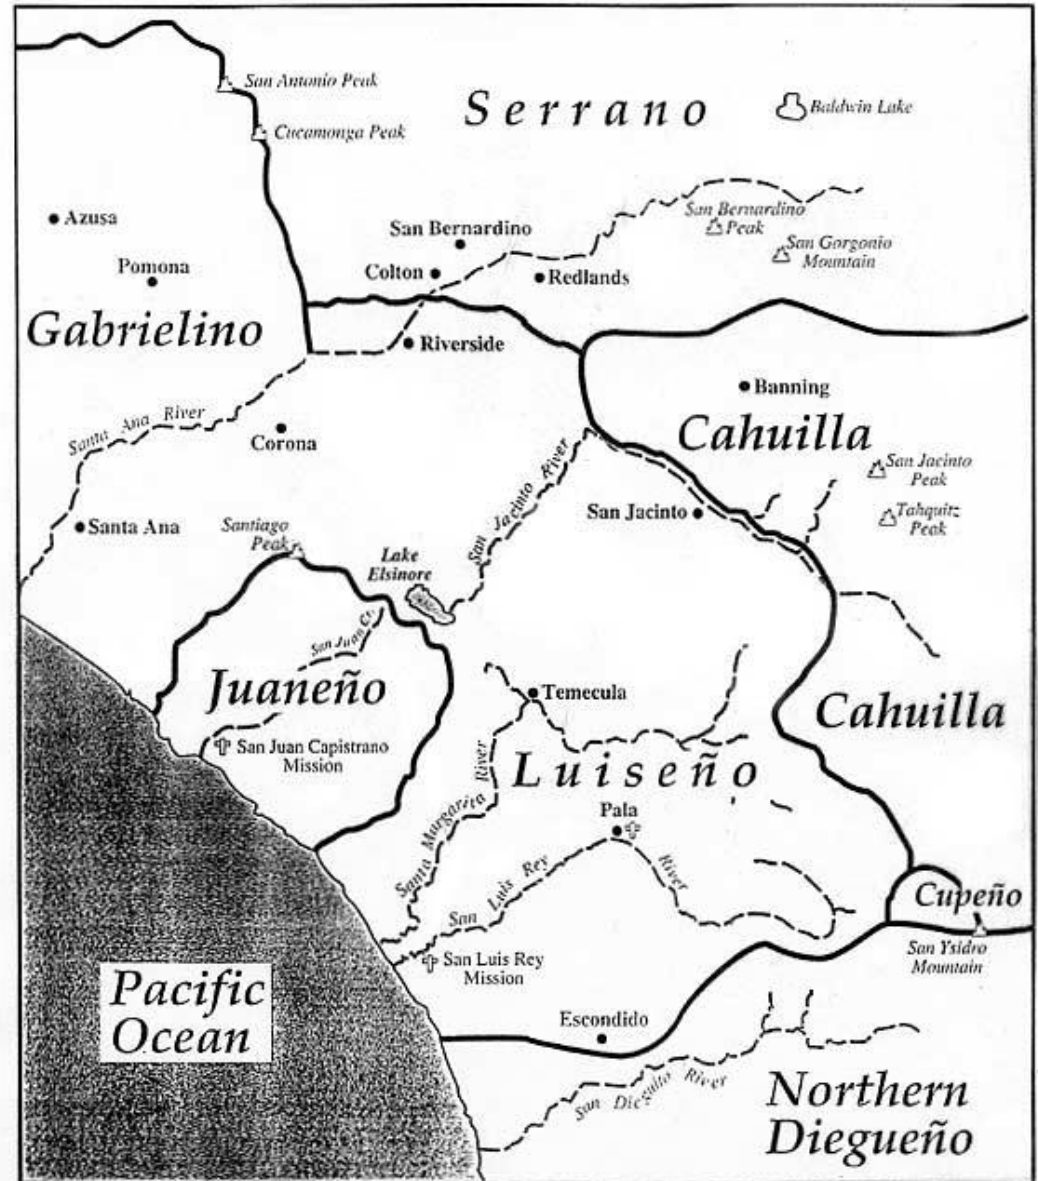 San Antonio Peak
Serrano
Baldwin Lake
Cucamonga Peak
Azusa
San Bernardino
Peak
San Bernardino
San Gorgonio
Mountain
Pomona
Colton
Redlands
Gabrielino
Riverside
Banning
Santa Ana River
Corona
Cahuilla
San Jacinto River
San Jacinto
Peak
San Jacinto
Tahquitz
Peak
Santa Ana
Santiago
Peak
Lake
Elsinore
San Juan Cr.
Juaneño
Temecula
Cahuilla
San Juan Capistrano
Mission
Luiseño
Santa Margarita River
Pala
San Luis Rey River
Cupeño
San Ysidro
Mountain
San Luis Rey
Mission
Pacific
Ocean
Escondido
San Dieguito River
Northern
Diegueño